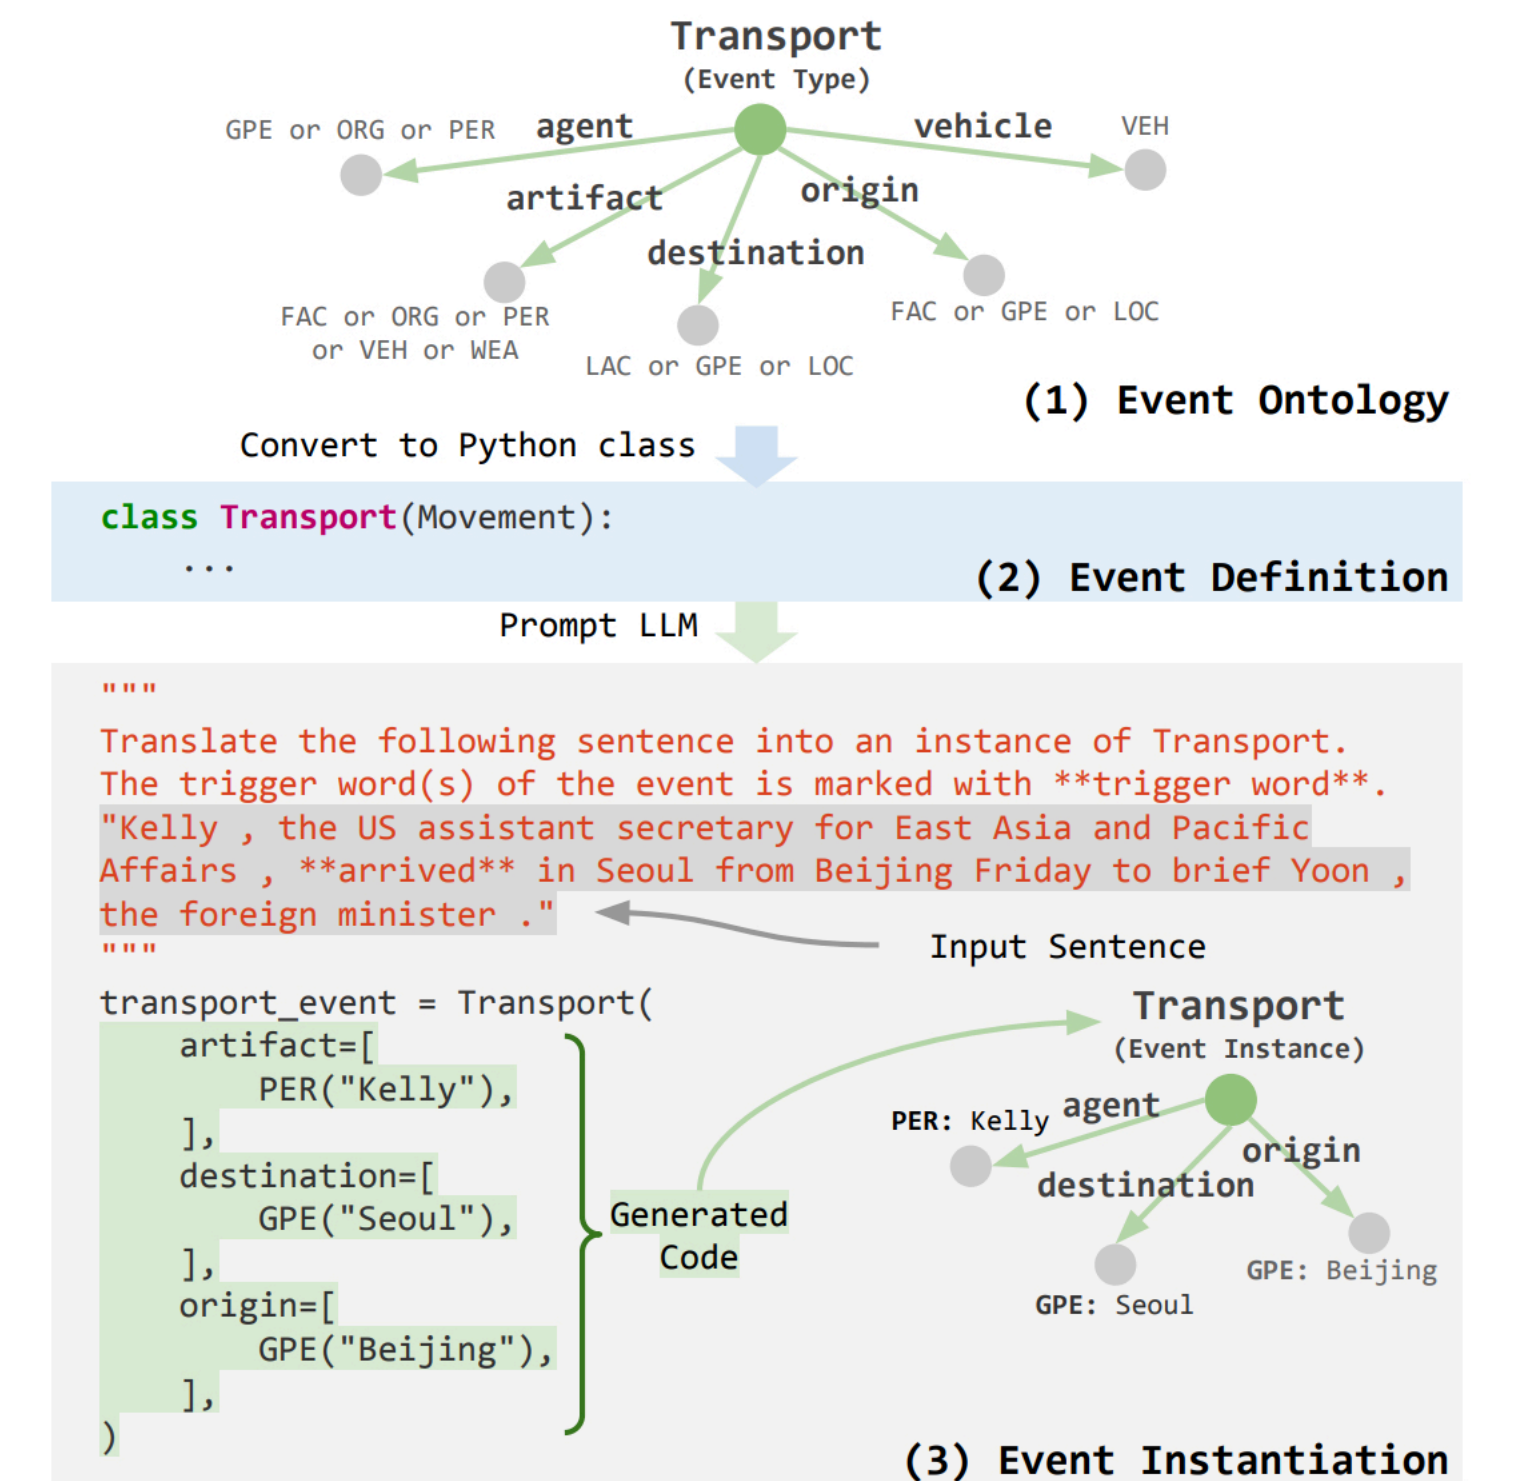 Transport
(Event Type)
GPE or ORG or PER
agent
vehicle
VEH
artifact
origin
destination
FAC or ORG or PER
or VEH or WEA
LAC or GPE or LOC
FAC or GPE or LOC
(1) Event Ontology
Convert to Python class
class Transport(Movement):
...
(2) Event Definition
Prompt LLM
"""
Translate the following sentence into an instance of Transport.
The trigger word(s) of the event is marked with **trigger word**.
"Kelly , the US assistant secretary for East Asia and Pacific
Affairs , **arrived** in Seoul from Beijing Friday to brief Yoon ,
the foreign minister ."
"""
Input Sentence
transport_event = Transport(
artifact=[
PER("Kelly"),
],
destination=[
GPE("Seoul"),
],
origin=[
GPE("Beijing"),
],
)
Generated
Code
Transport
(Event Instance)
PER: Kelly
agent
origin
destination
GPE: Beijing
GPE: Seoul
(3) Event Instantiation